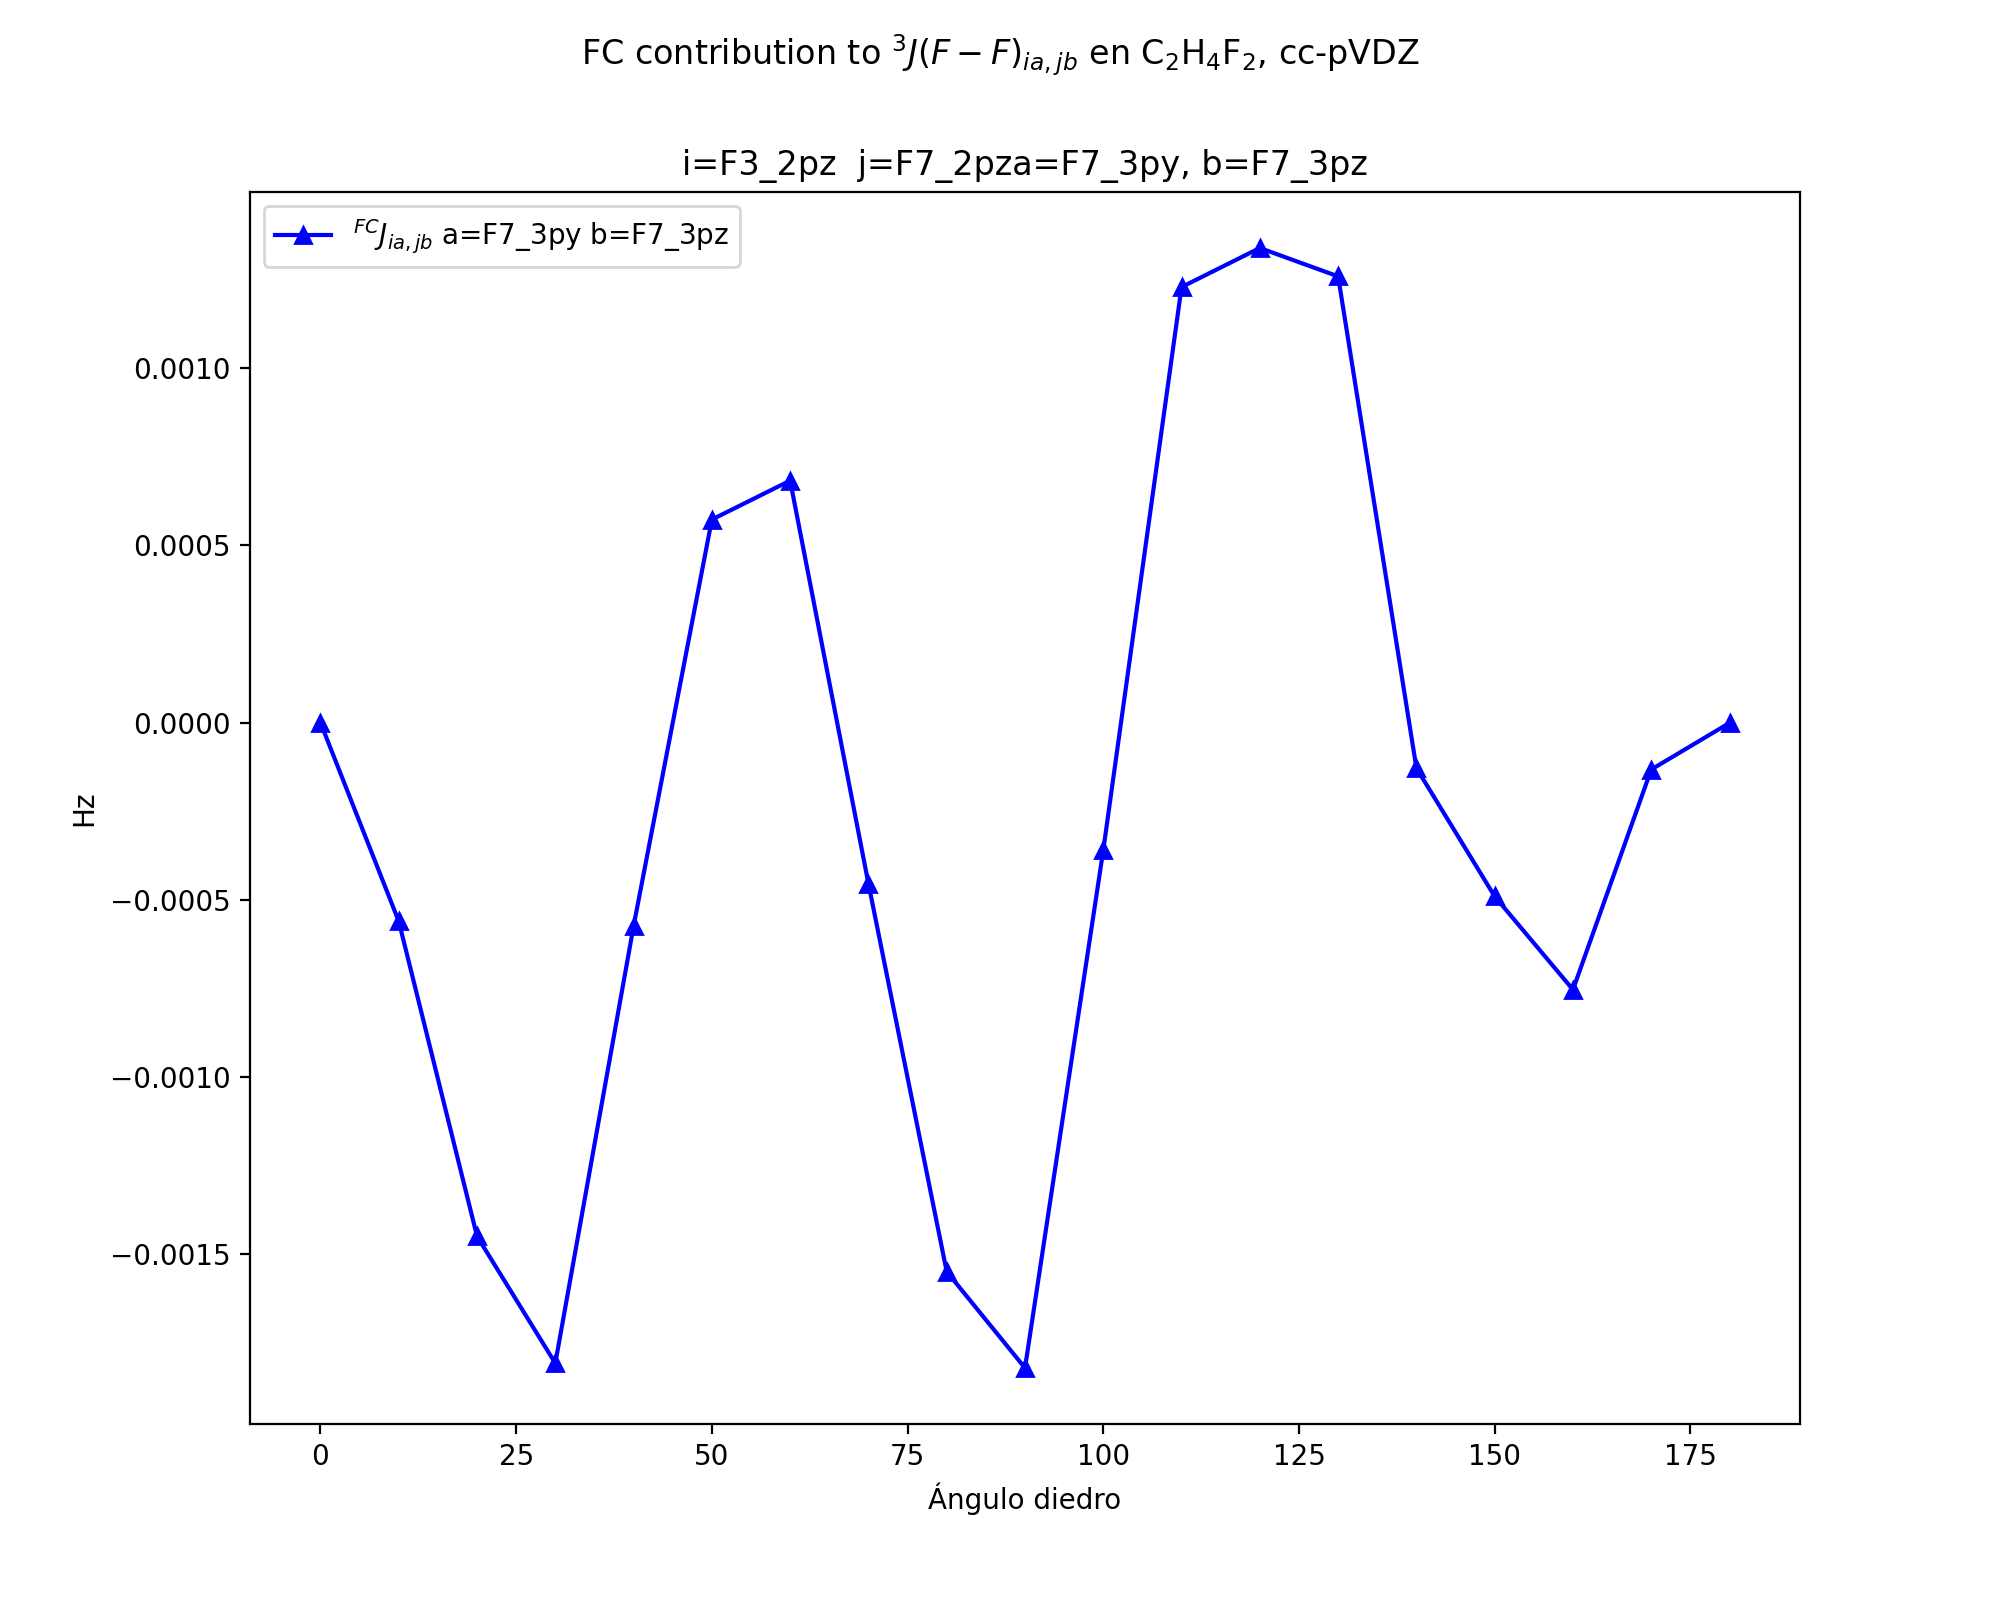 FC contribution to ³J(F − F)ia, jb en C₂H₄F₂, cc-pVDZ
i=F3_2pz  j=F7_2pza=F7_3py, b=F7_3pz
FCJia, jb a=F7_3py b=F7_3pz
0.0010
0.0005
0.0000
−0.0005
−0.0010
−0.0015
Hz
0 25 50 75 100 125 150 175
Ángulo diedro